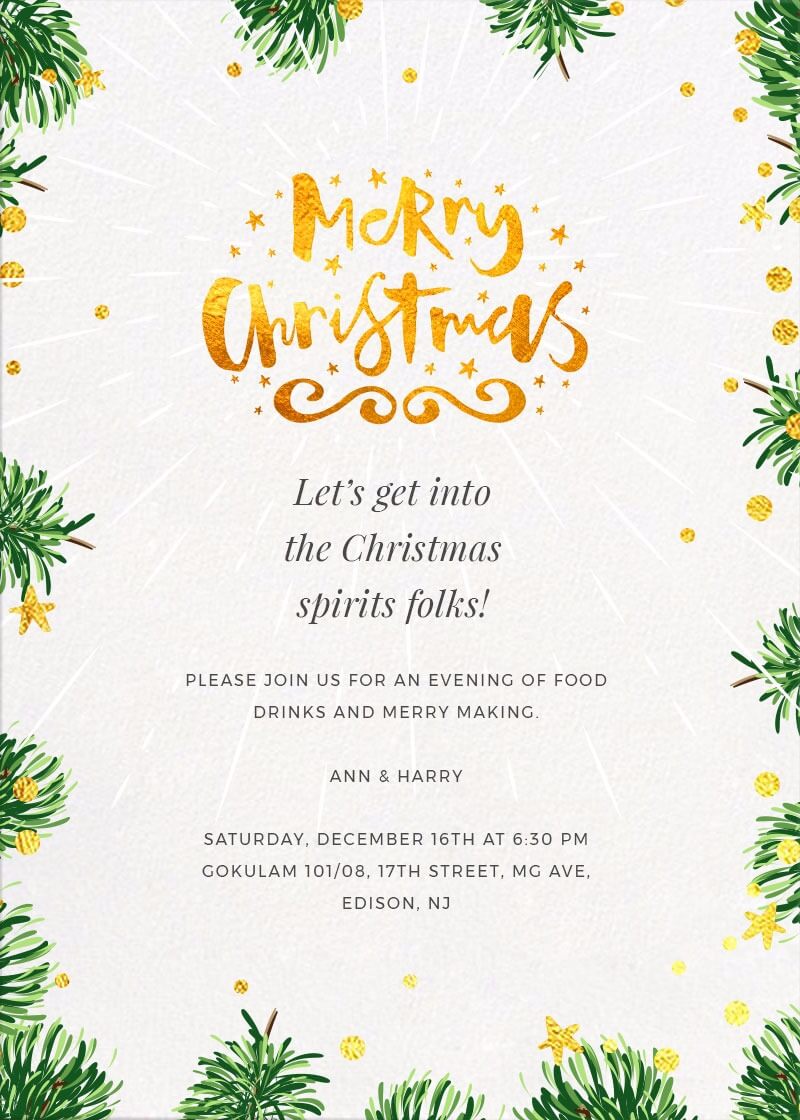 Merry
Christmas
Let's get into
the Christmas
spirits folks!
PLEASE JOIN US FOR AN EVENING OF FOOD
DRINKS AND MERRY MAKING.
ANN & HARRY
SATURDAY, DECEMBER 16TH AT 6:30 PM
GOKULAM 101/08, 17TH STREET, MG AVE,
EDISON, NJ